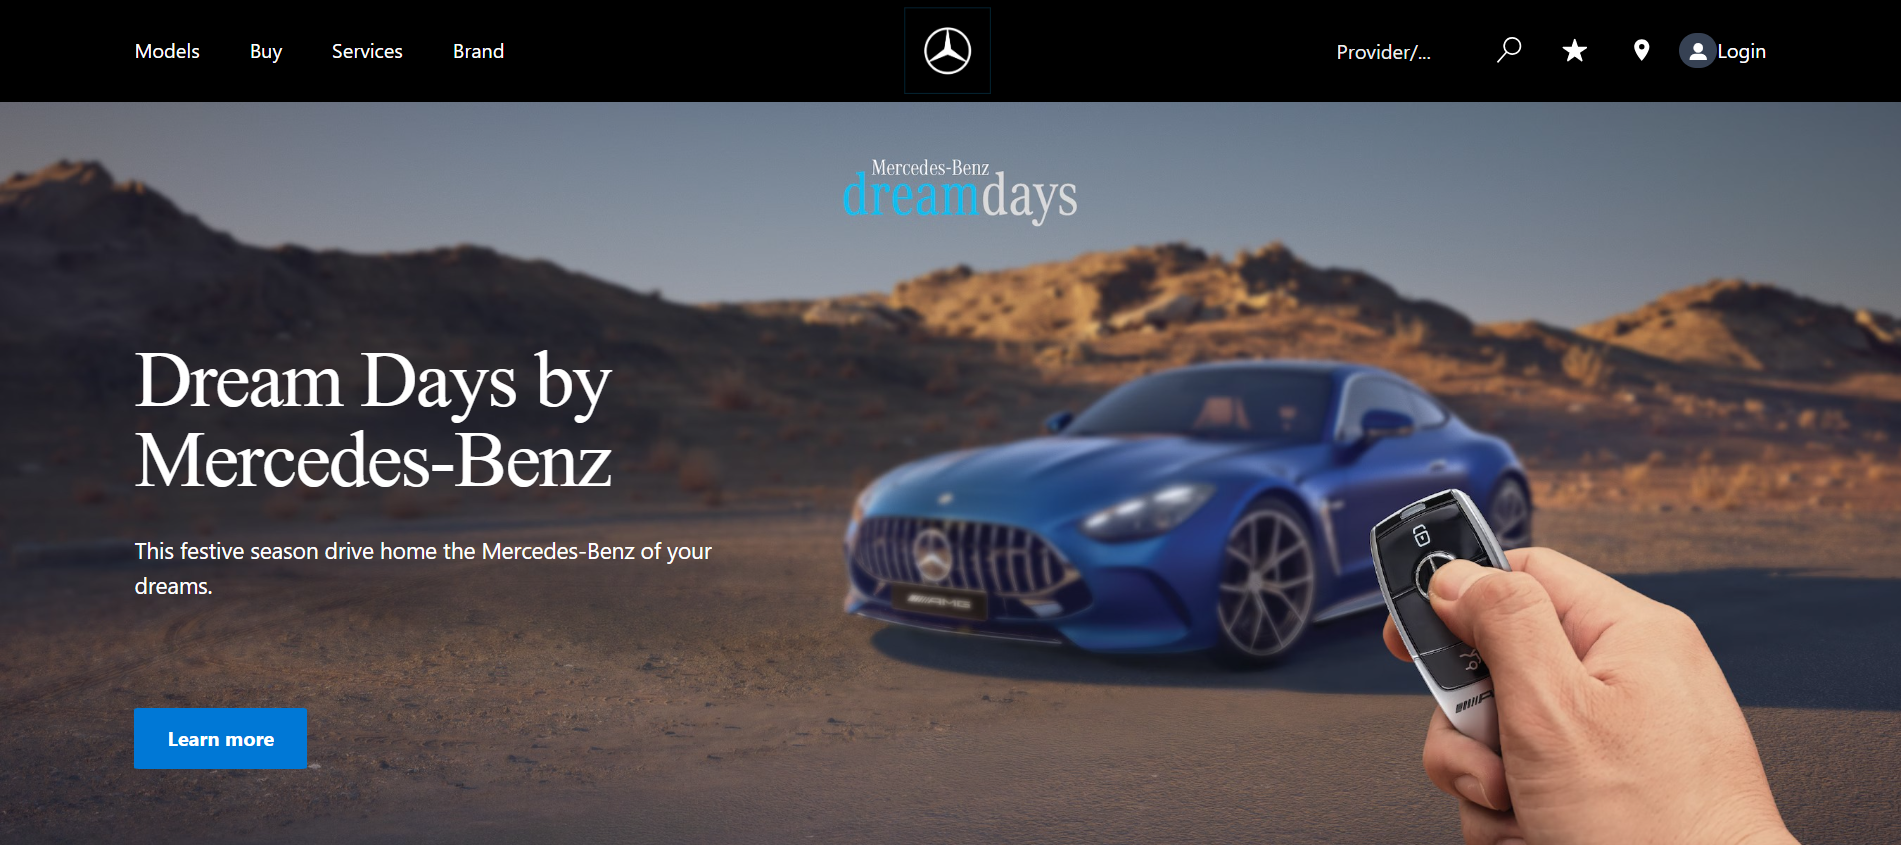 Models
Buy
Services
Brand
Provider/...
Login
Mercedes-Benz
dreamdays
Dream Days by
Mercedes-Benz
This festive season drive home the Mercedes-Benz of your
dreams.
Learn more
AMG